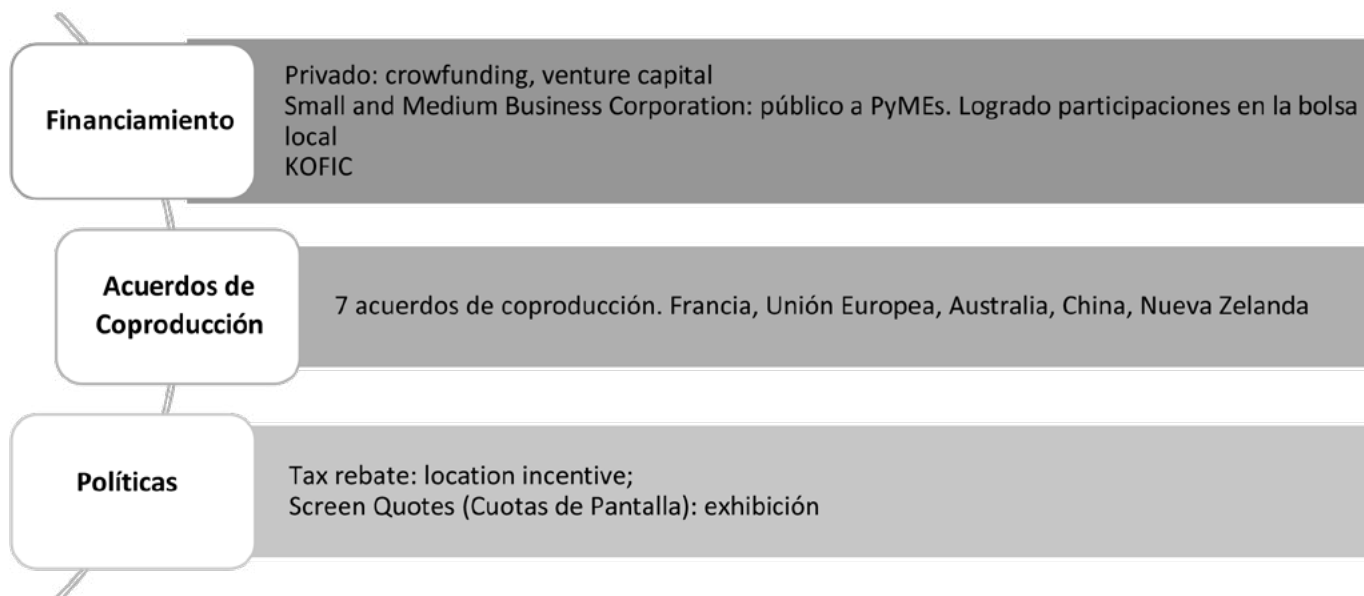 Financiamiento
Privado: crowfunding, venture capital
Small and Medium Business Corporation: público a PyMEs. Logrado participaciones en la bolsa
local
KOFIC
Acuerdos de
Coproducción
7 acuerdos de coproducción. Francia, Unión Europea, Australia, China, Nueva Zelanda
Políticas
Tax rebate: location incentive;
Screen Quotes (Cuotas de Pantalla): exhibición